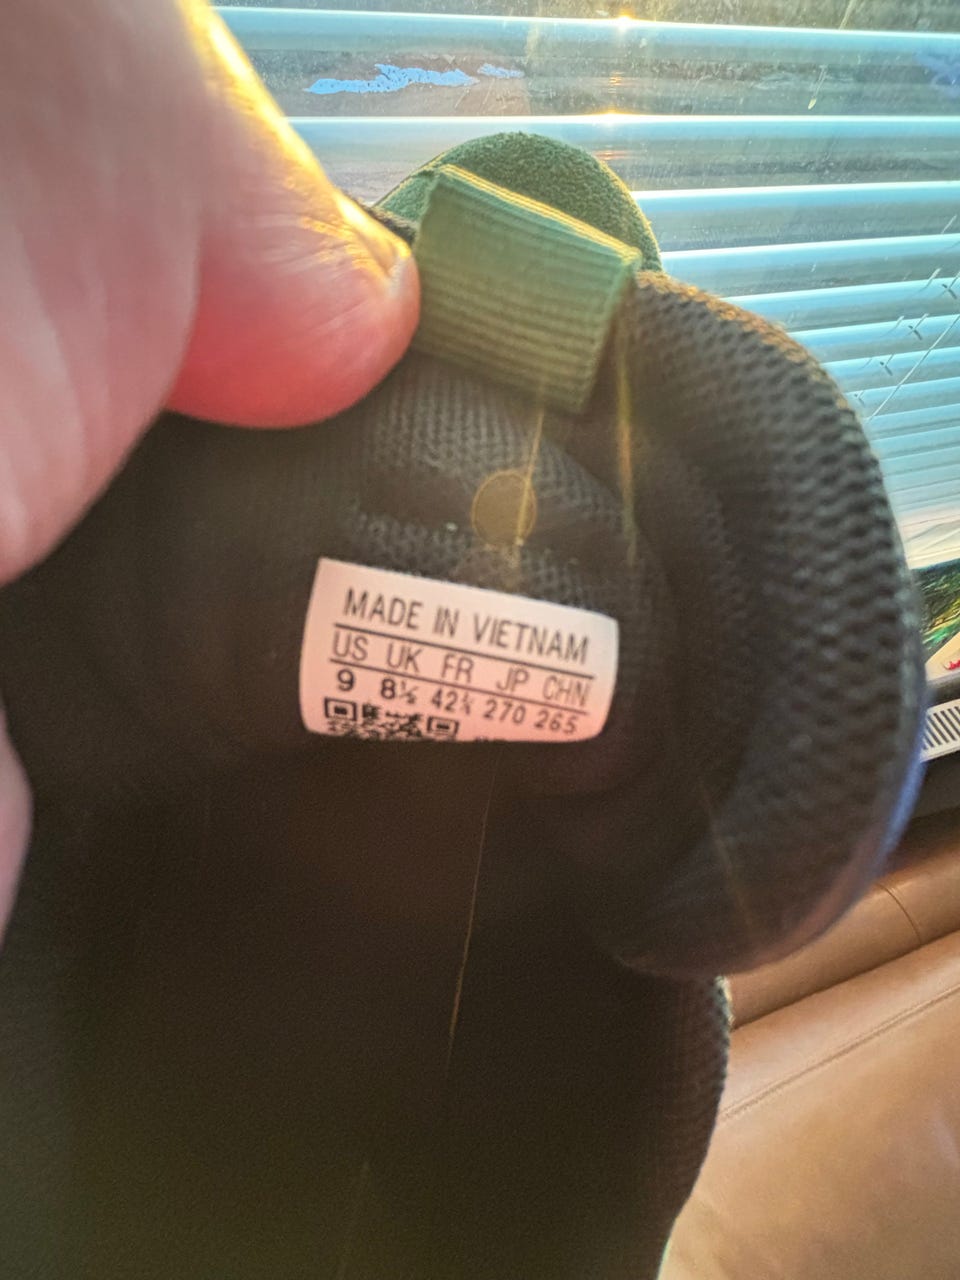 MADE IN VIETNAM
US UK FR JP CHN
9 8½ 42⅔ 270 265